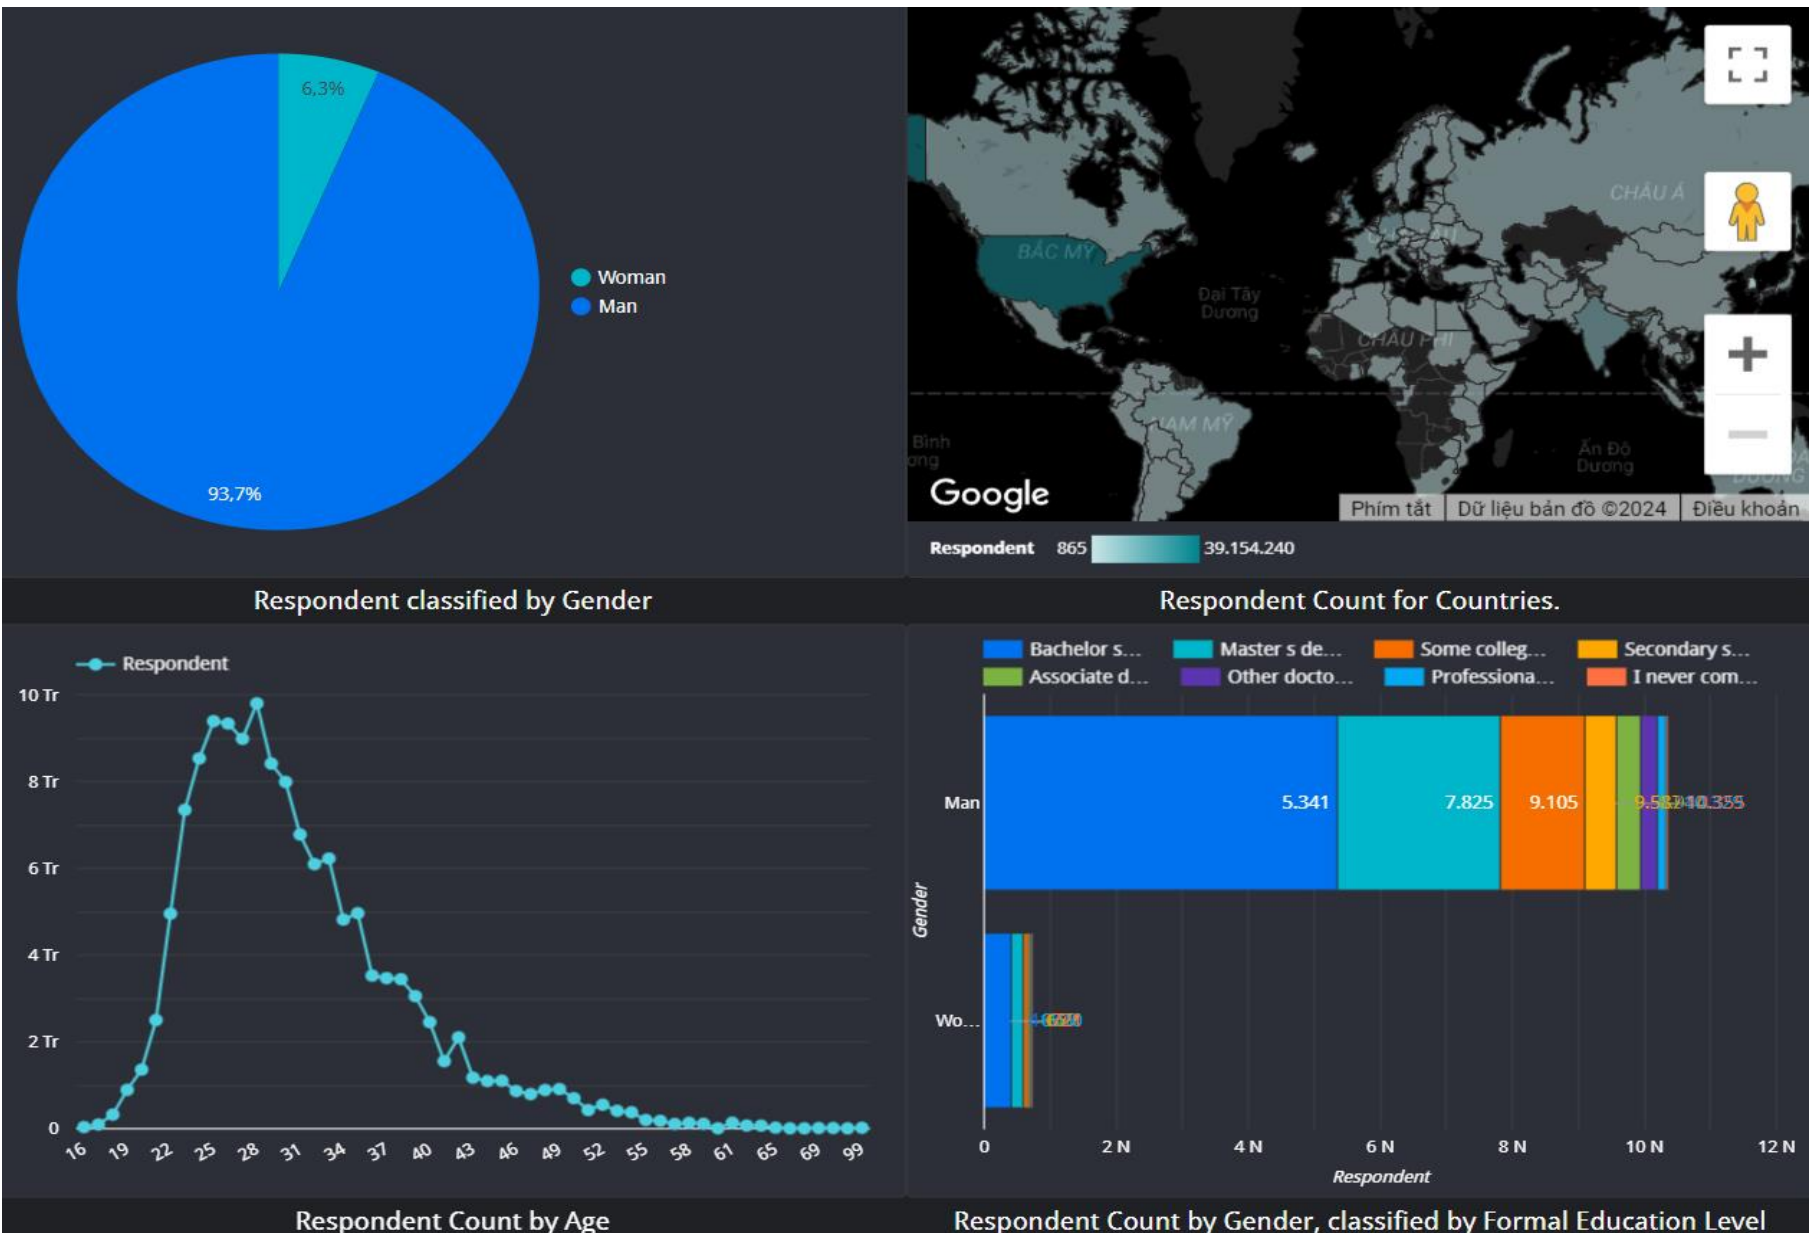 6,3%
93,7%
Woman
Man
Respondent classified by Gender
BẮC MỸ
CHÂU Á
Đại Tây
Dương
CHÂU PHI
NAM MỸ
Bình
Ấn Độ
Dương
Google
Phím tắt
Dữ liệu bản đồ ©2024
Điều khoản
Respondent 865 39.154.240
Respondent Count for Countries.
Respondent
10 Tr
8 Tr
6 Tr
4 Tr
2 Tr
0
16 19 22 25 28 31 34 37 40 43 46 49 52 55 58 61 65 69 99
Respondent Count by Age
Bachelor s... Master s de... Some colleg... Secondary s...
Associate d... Other docto... Professiona... I never com...
Man
5.341 7.825 9.105
Gender
Wo...
0 2 N 4 N 6 N 8 N 10 N 12 N
Respondent
Respondent Count by Gender, classified by Formal Education Level